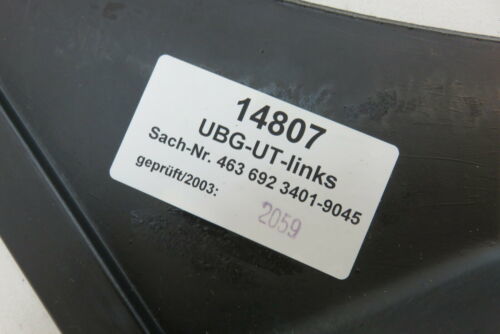 14807
UBG-UT-links
Sach-Nr. 463 692 3401-9045
geprüft/2003: 2059